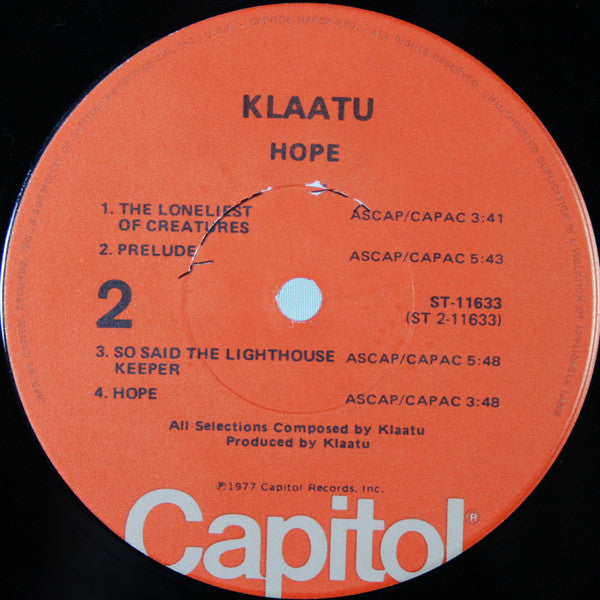 KLAATU
HOPE
1. THE LONELIEST OF CREATURES ASCAP/CAPAC 3:41
2. PRELUDE ASCAP/CAPAC 5:43
2
ST-11633
(ST 2-11633)
3. SO SAID THE LIGHTHOUSE KEEPER ASCAP/CAPAC 5:48
4. HOPE ASCAP/CAPAC 3:48
All Selections Composed by Klaatu
Produced by Klaatu
℗1977 Capitol Records, Inc.
Capitol®